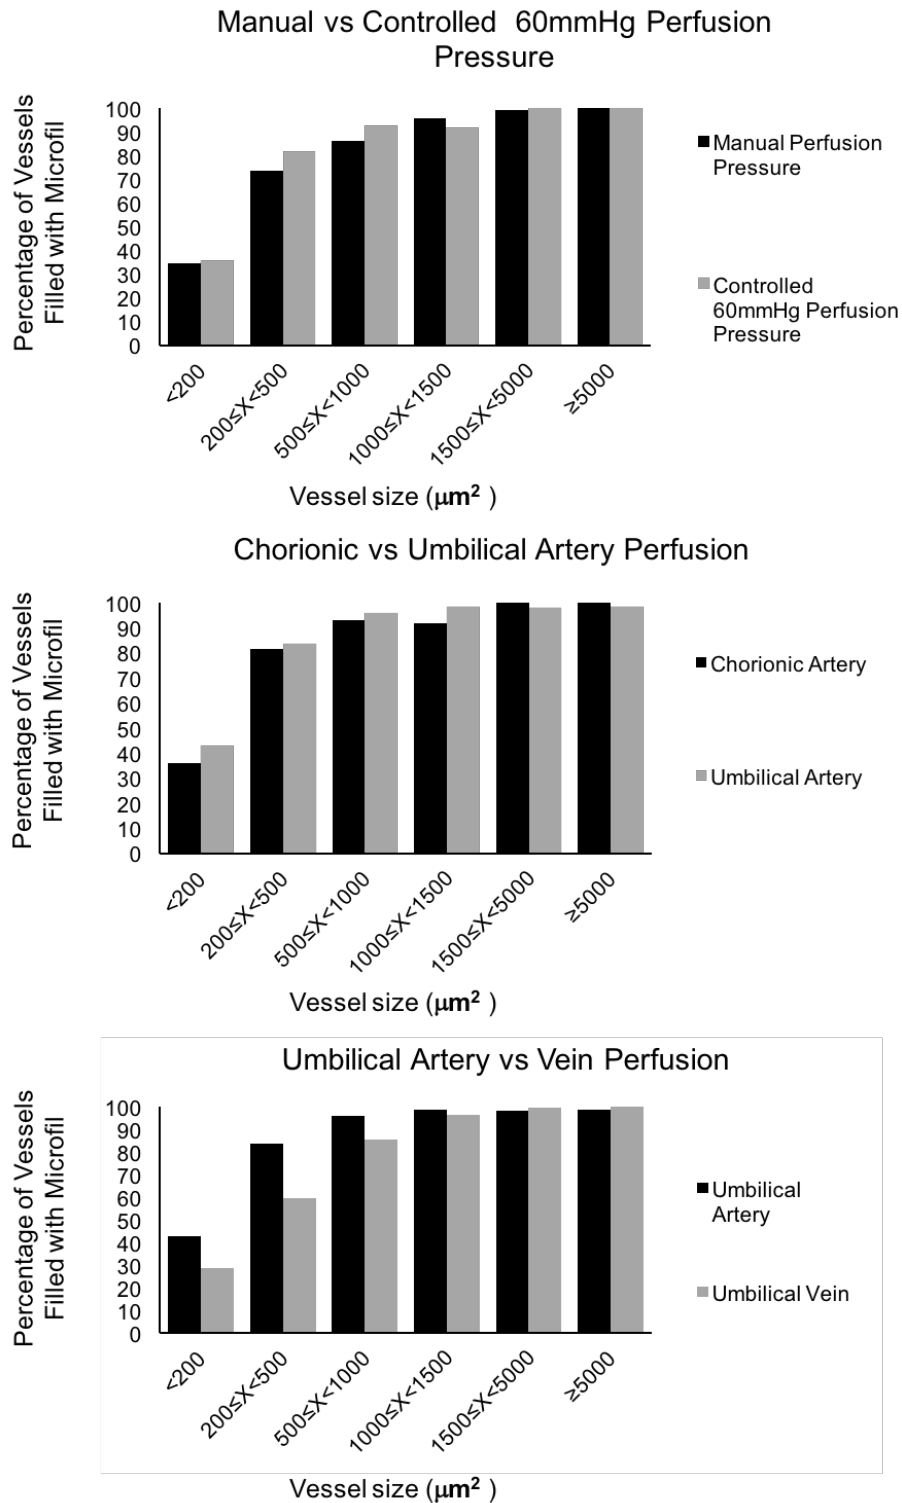 Manual vs Controlled  60mmHg Perfusion
Pressure
Percentage of Vessels
Filled with Microfil
100
90
80
70
60
50
40
30
20
10
0
<200
200≤X<500
500≤X<1000
1000≤X<1500
1500≤X<5000
≥5000
Vessel size (μm² )
Manual Perfusion
Pressure
Controlled
60mmHg Perfusion
Pressure
Chorionic vs Umbilical Artery Perfusion
Percentage of Vessels
Filled with Microfil
100
90
80
70
60
50
40
30
20
10
0
<200
200≤X<500
500≤X<1000
1000≤X<1500
1500≤X<5000
≥5000
Vessel size (μm² )
Chorionic Artery
Umbilical Artery
Umbilical Artery vs Vein Perfusion
Percentage of Vessels
Filled with Microfil
100
90
80
70
60
50
40
30
20
10
0
<200
200≤X<500
500≤X<1000
1000≤X<1500
1500≤X<5000
≥5000
Vessel size (μm² )
Umbilical
Artery
Umbilical Vein